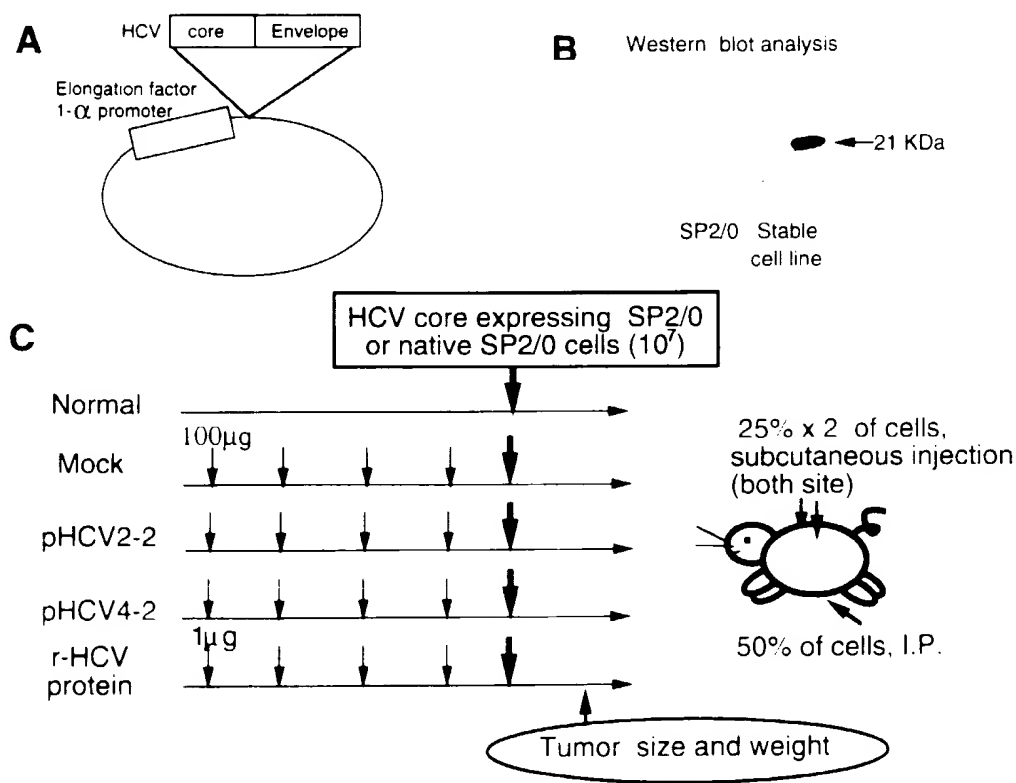 A
HCV core Envelope
Elongation factor
1-α promoter
B
Western blot analysis
21 KDa
SP2/0 Stable
cell line
C
HCV core expressing SP2/0
or native SP2/0 cells (10⁷)
Normal
100μg
Mock
pHCV2-2
pHCV4-2
1μg
r-HCV
protein
25% x 2 of cells,
subcutaneous injection
(both site)
50% of cells, I.P.
Tumor size and weight